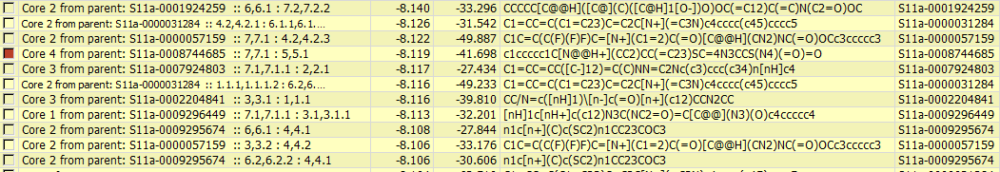 Core 2 from parent: S11a-0001924259 :: 6,6.1 : 7.2,7.2.2 -8.140 -33.296 CCCCC[C@@H]([C@](C)([C@H]1[O-])O)OC(=C12)C(=C)N(C2=O)OC S11a-0001924259
Core 2 from parent: S11a-0000031284 :: 4.2,4.2.1 : 6.1.1,6.1.... -8.126 -31.542 C1=CC=C(C1=C23)C=C2C[N+](=C3N)c4cccc(c45)cccc5 S11a-0000031284
Core 2 from parent: S11a-0000057159 :: 7,7.1 : 4.2,4.2.3 -8.122 -49.887 C1C=C(C(F)(F)F)C=[N+](C1=2)C(=O)[C@@H](CN2)NC(=O)OCc3ccccc3 S11a-0000057159
Core 4 from parent: S11a-0008744685 :: 7,7.1 : 5,5.1 -8.119 -41.698 c1ccccc1C[N@@H+](CC2)CC(=C23)SC=4N3CCS(N4)(=O)=O S11a-0008744685
Core 3 from parent: S11a-0007924803 :: 7.1,7.1.1 : 2,2.1 -8.117 -27.434 C1=CC=CC([C-]12)=C(C)NN=C2Nc(c3)ccc(c34)n[nH]c4 S11a-0007924803
Core 2 from parent: S11a-0000031284 :: 1.1.1,1.1.1.2 : 6.2,6.... -8.116 -49.233 C1=CC=C(C1=C23)C=C2C[N+](=C3N)c4cccc(c45)cccc5 S11a-0000031284
Core 3 from parent: S11a-0002204841 :: 3,3.1 : 1,1.1 -8.116 -39.810 CC/N=c([nH]1)\[n-]c(=O)[n+](c12)CCN2CC S11a-0002204841
Core 1 from parent: S11a-0009296449 :: 7.1,7.1.1 : 3.1,3.1.1 -8.113 -32.201 [nH]1c[nH+]c(c12)N3C(NC2=O)=C[C@@](N3)(O)c4ccccc4 S11a-0009296449
Core 2 from parent: S11a-0009295674 :: 6,6.1 : 4,4.1 -8.108 -27.844 n1c[n+](C)c(SC2)n1CC23COC3 S11a-0009295674
Core 2 from parent: S11a-0000057159 :: 3,3.2 : 4,4.2 -8.106 -33.176 C1C=C(C(F)(F)F)C=[N+](C1=2)C(=O)[C@@H](CN2)NC(=O)OCc3ccccc3 S11a-0000057159
Core 2 from parent: S11a-0009295674 :: 6.2,6.2.2 : 4,4.1 -8.106 -30.606 n1c[n+](C)c(SC2)n1CC23COC3 S11a-0009295674